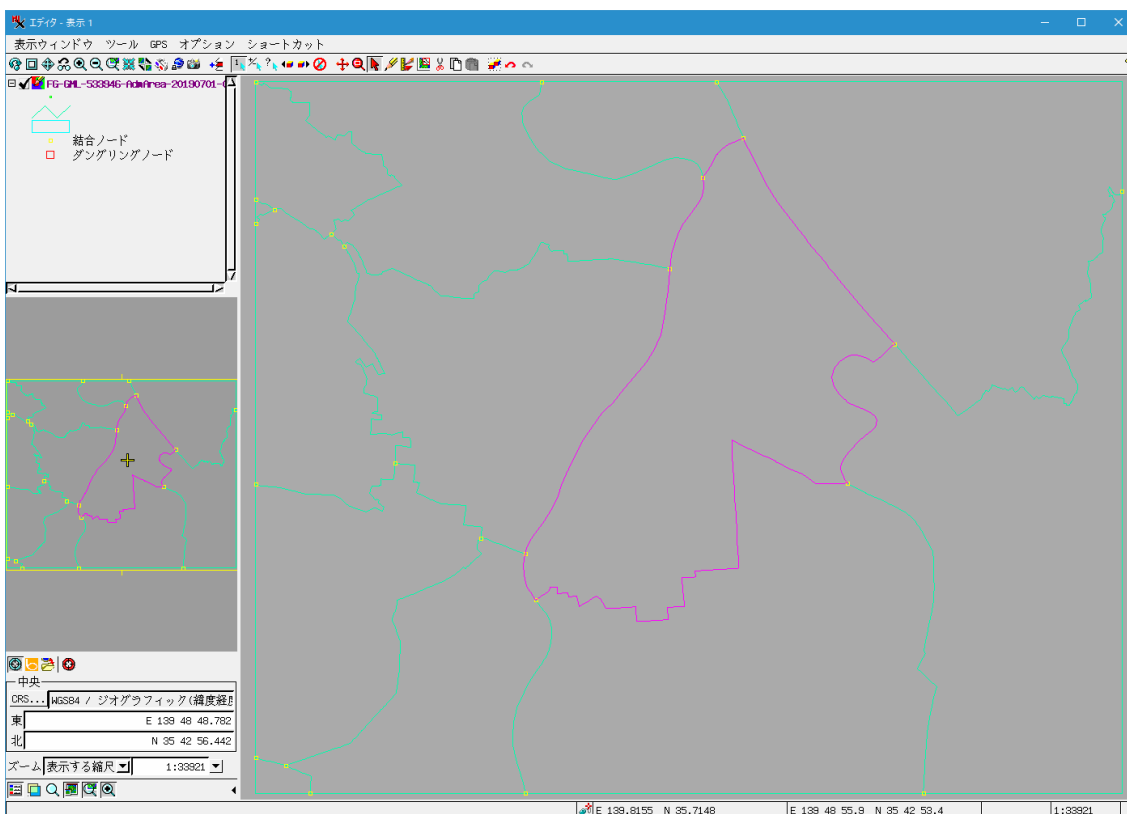 エディタ - 表示 1
表示ウィンドウ ツール GPS オプション ショートカット
FG-GML-533946-AdmArea-20190701-
結合ノード
ダングリングノード
中央
CRS... WGS84 / ジオグラフィック(緯度経
東 E 139 48 48.782
北 N 35 42 56.442
ズーム 表示する縮尺 1:33921
E 139.8155 N 35.7148 E 139 48 55.9 N 35 42 53.4 1:33921